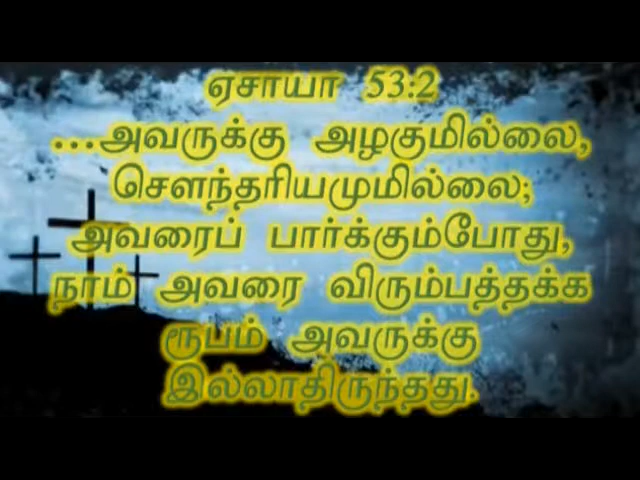 ஏசாயா 53:2
...அவருக்கு அழகுமில்லை,
சௌந்தரியமுமில்லை;
அவரைப் பார்க்கும்போது,
நாம் அவரை விரும்பத்தக்க
ரூபம் அவருக்கு
இல்லாதிருந்தது.